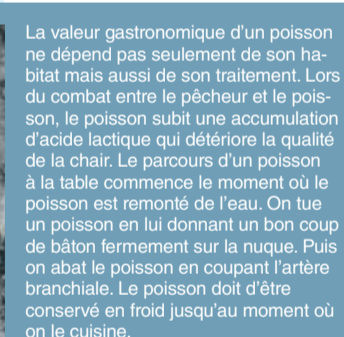 La valeur gastronomique d'un poisson
ne dépend pas seulement de son ha-
bitat mais aussi de son traitement. Lors
du combat entre le pêcheur et le pois-
son, le poisson subit une accumulation
d'acide lactique qui détériore la qualité
de la chair. Le parcours d'un poisson
à la table commence le moment où le
poisson est remonté de l'eau. On tue
un poisson en lui donnant un bon coup
de bâton fermement sur la nuque. Puis
on abat le poisson en coupant l'artère
branchiale. Le poisson doit d'être
conservé en froid jusqu'au moment où
on le cuisine.